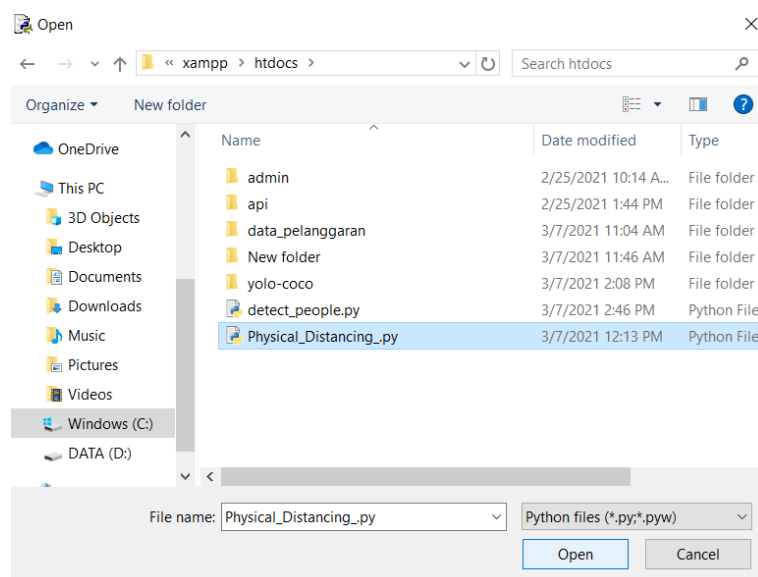 Open
« xampp > htdocs >
Search htdocs
Organize
New folder
?
Name
Date modified
Type
OneDrive
This PC
3D Objects
Desktop
Documents
Downloads
Music
Pictures
Videos
Windows (C:)
DATA (D:)
admin 2/25/2021 10:14 A... File folder
api 2/25/2021 1:44 PM File folder
data_pelanggaran 3/7/2021 11:04 AM File folder
New folder 3/7/2021 11:46 AM File folder
yolo-coco 3/7/2021 2:08 PM File folder
detect_people.py 3/7/2021 2:46 PM Python File
Physical_Distancing_.py 3/7/2021 12:13 PM Python File
File name: Physical_Distancing_.py
Python files (*.py;*.pyw)
Open
Cancel